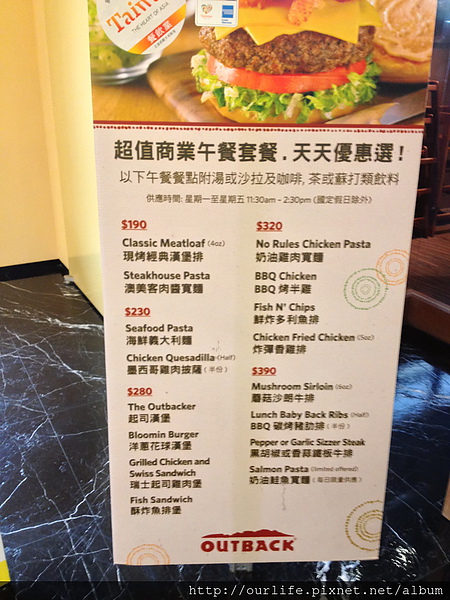 Taiwan
THE HEART OF ASIA
超值商業午餐套餐.天天優惠選!
以下午餐餐點附湯或沙拉及咖啡,茶或蘇打類飲料
供應時間: 星期一至星期五 11:30am - 2:30pm (國定假日除外)
$190
Classic Meatloaf (4oz)
現烤經典漢堡排
Steakhouse Pasta
澳美客肉醬寬麵
$230
Seafood Pasta
海鮮義大利麵
Chicken Quesadilla (Half)
墨西哥雞肉披薩 (半份)
$280
The Outbacker
起司漢堡
Bloomin Burger
洋蔥花球漢堡
Grilled Chicken and
Swiss Sandwich
瑞士起司雞肉堡
Fish Sandwich
酥炸魚排堡
$320
No Rules Chicken Pasta
奶油雞肉寬麵
BBQ Chicken
BBQ 烤半雞
Fish N' Chips
鮮炸多利魚排
Chicken Fried Chicken (5oz)
炸彈香雞排
$390
Mushroom Sirloin (6oz)
蘑菇沙朗牛排
Lunch Baby Back Ribs (Half)
BBQ 碳烤豬肋排 (半份)
Pepper or Garlic Sizzer Steak
黑胡椒或香蒜鐵板牛排
Salmon Pasta (limited offered)
奶油鮭魚寬麵 (每日限量供應)
OUTBACK
http://ourlife.pixnet.net/album